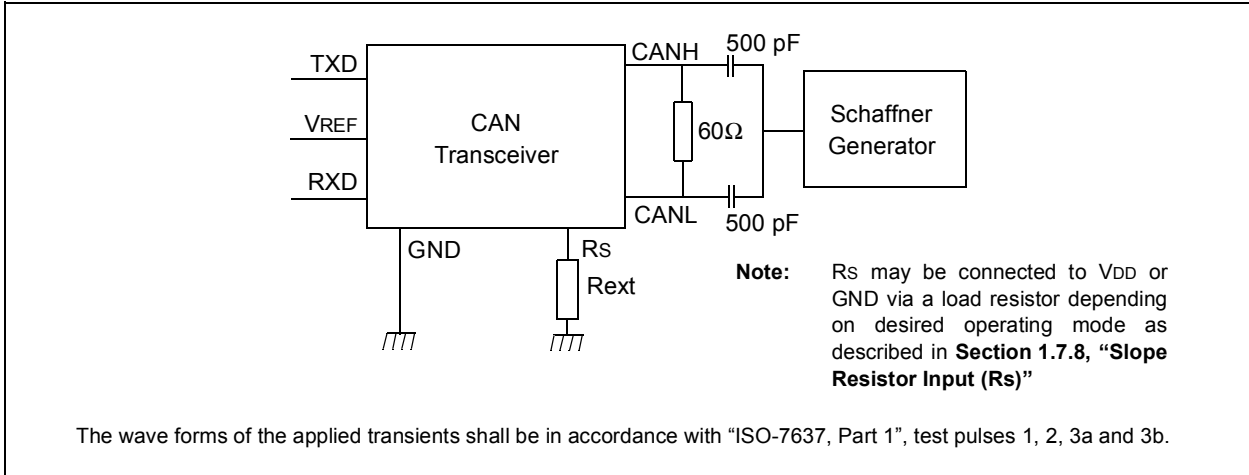 TXD
VREF
RXD
CAN
Transceiver
GND
RS
Rext
CANH
CANL
500 pF
60Ω
500 pF
Schaffner
Generator
Note: RS may be connected to VDD or
GND via a load resistor depending
on desired operating mode as
described in Section 1.7.8, “Slope
Resistor Input (Rs)”
The wave forms of the applied transients shall be in accordance with “ISO-7637, Part 1”, test pulses 1, 2, 3a and 3b.